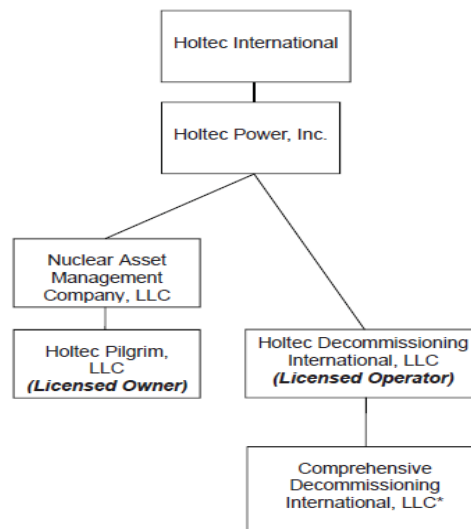 Holtec International
Holtec Power, Inc.
Nuclear Asset
Management
Company, LLC
Holtec Pilgrim,
LLC
(Licensed Owner)
Holtec Decommissioning
International, LLC
(Licensed Operator)
Comprehensive
Decommissioning
International, LLC*